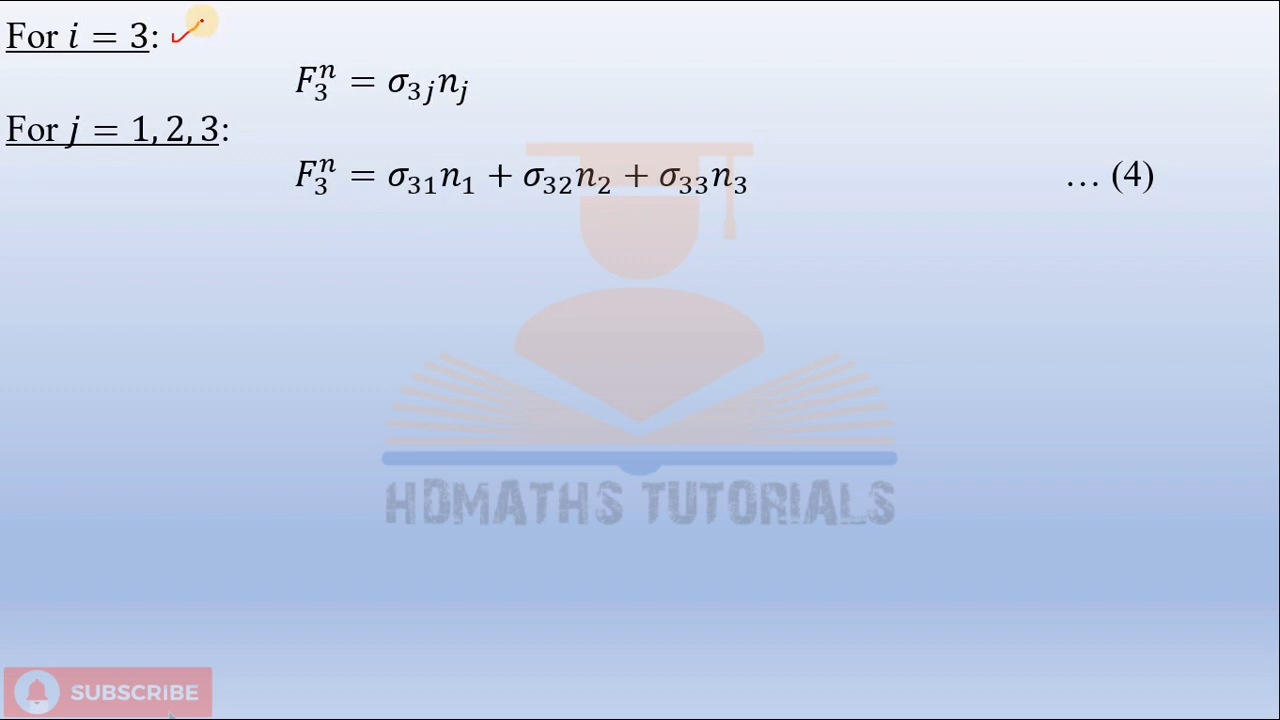 For i = 3:
F₃ⁿ = σ₃ⱼnⱼ
For j = 1, 2, 3:
F₃ⁿ = σ₃₁n₁ + σ₃₂n₂ + σ₃₃n₃ … (4)
HDMATHS TUTORIALS
SUBSCRIBE